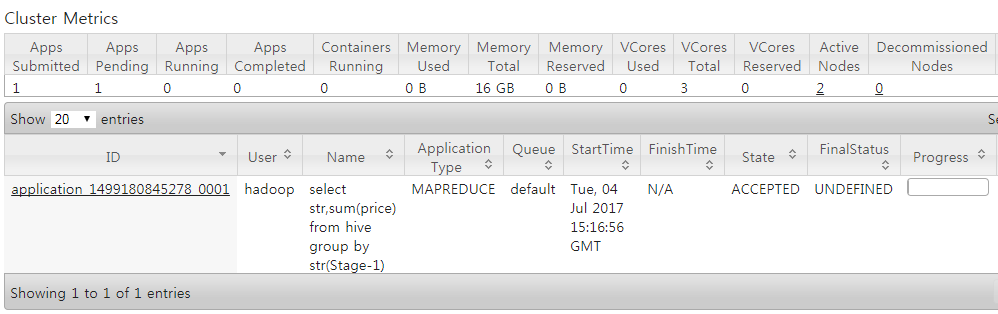 Cluster Metrics
Apps Submitted Apps Pending Apps Running Apps Completed Containers Running Memory Used Memory Total Memory Reserved VCores Used VCores Total VCores Reserved Active Nodes Decommissioned Nodes
1 1 0 0 0 0 B 16 GB 0 B 0 3 0 2 0
Show 20 entries Se
ID User Name Application Type Queue StartTime FinishTime State FinalStatus Progress
application_1499180845278_0001 hadoop select MAPREDUCE default Tue, 04 N/A ACCEPTED UNDEFINED
str,sum(price) Jul 2017
from hive 15:16:56
group by GMT
str(Stage-1)
Showing 1 to 1 of 1 entries